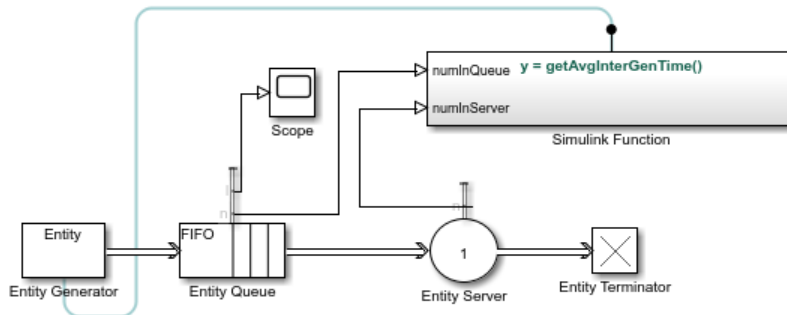 numInQueue
y = getAvgInterGenTime()
numInServer
Scope
Simulink Function
l
n
n
Entity
FIFO
1
Entity Generator
Entity Queue
Entity Server
Entity Terminator